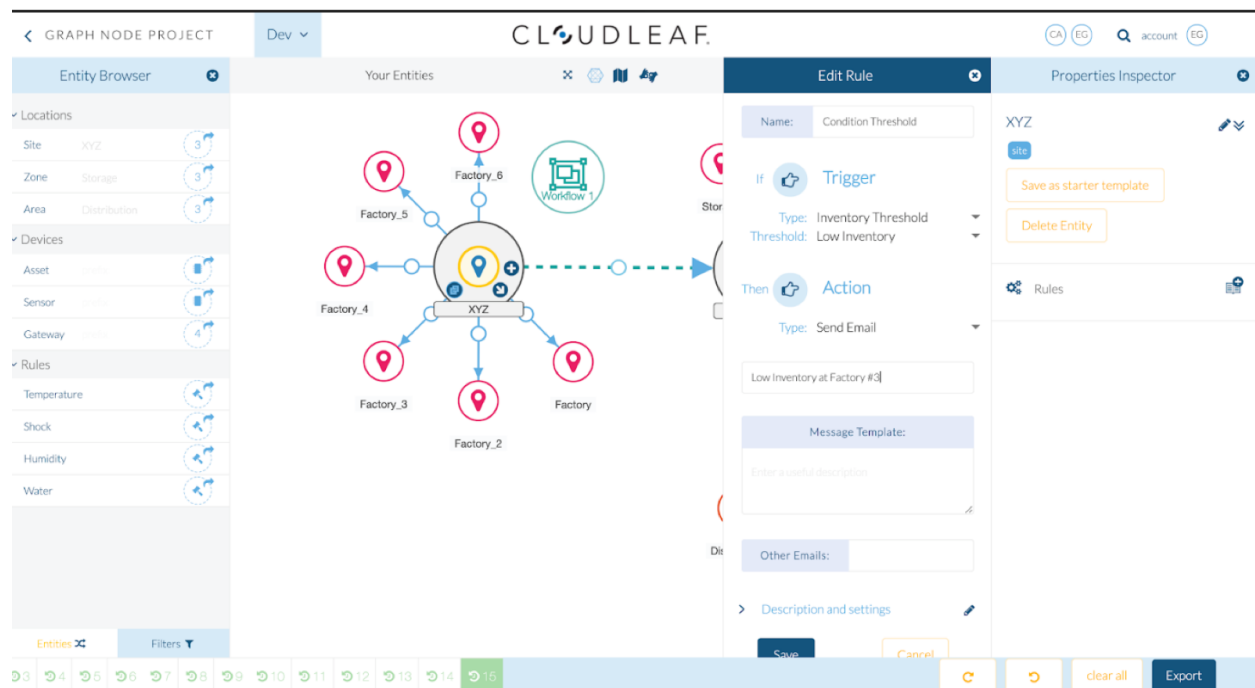 GRAPH NODE PROJECT
Dev
CLOUDLEAF.
CA
EG
account
EG
Entity Browser
Your Entities
Edit Rule
Properties Inspector
Locations
Site XYZ 3
Zone Storage 3
Area Distribution 3
Devices
Asset
Sensor
Gateway 4
Rules
Temperature
Shock
Humidity
Water
Entities
Filters
Factory_6
Workflow 1
Factory_5
Stor
Factory_4
XYZ
Factory_3
Factory
Factory_2
Dis
Name: Condition Threshold
If Trigger
Type: Inventory Threshold
Threshold: Low Inventory
Then Action
Type: Send Email
Low Inventory at Factory #3
Message Template:
Enter a useful description
Other Emails:
Description and settings
Save Cancel
XYZ
site
Save as starter template
Delete Entity
Rules
3 4 5 6 7 8 9 10 11 12 13 14 15
clear all
Export